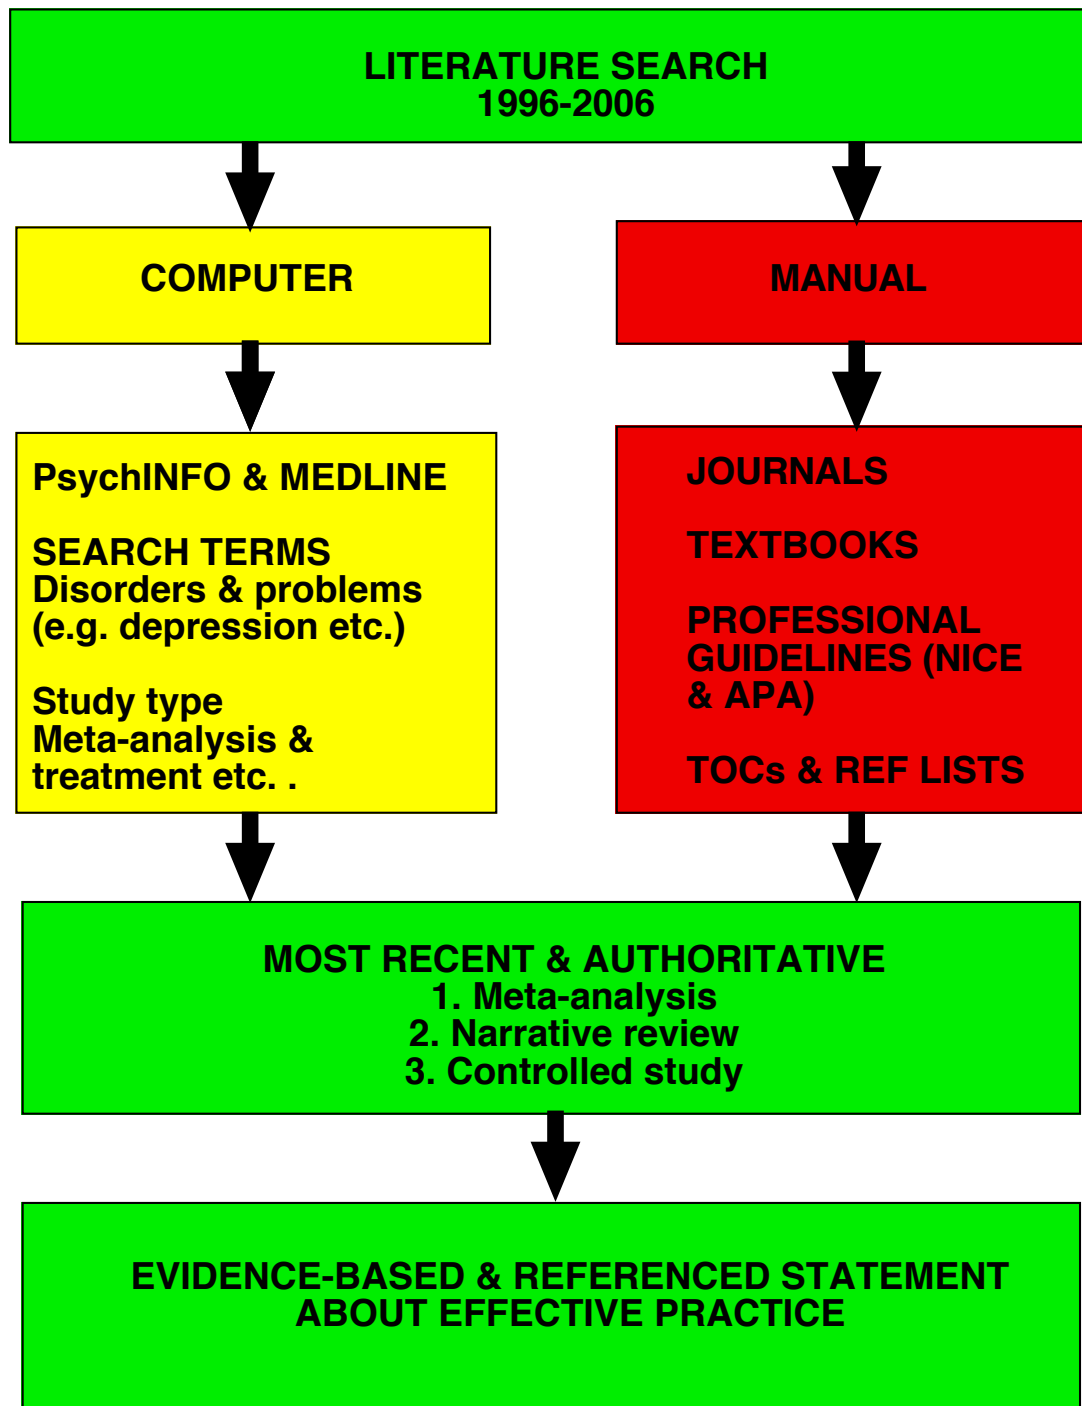 LITERATURE SEARCH
1996-2006
COMPUTER
MANUAL
PsychINFO & MEDLINE
SEARCH TERMS
Disorders & problems
(e.g. depression etc.)
Study type
Meta-analysis &
treatment etc. .
JOURNALS
TEXTBOOKS
PROFESSIONAL
GUIDELINES (NICE
& APA)
TOCs & REF LISTS
MOST RECENT & AUTHORITATIVE
1. Meta-analysis
2. Narrative review
3. Controlled study
EVIDENCE-BASED & REFERENCED STATEMENT
ABOUT EFFECTIVE PRACTICE